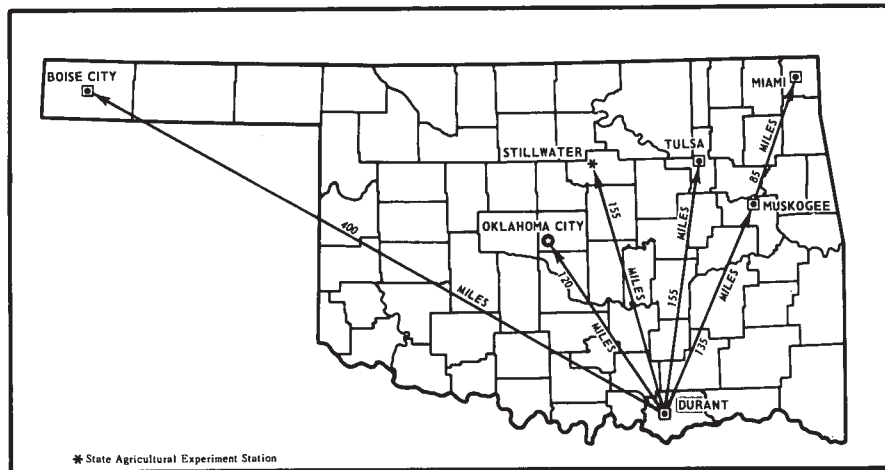 BOISE CITY
MIAMI
MILES
85
TULSA
STILLWATER
MUSKOGEE
155
MILES
OKLAHOMA CITY
400
MILES
120
MILES
MILES
155
MILES
135
DURANT
* State Agricultural Experiment Station